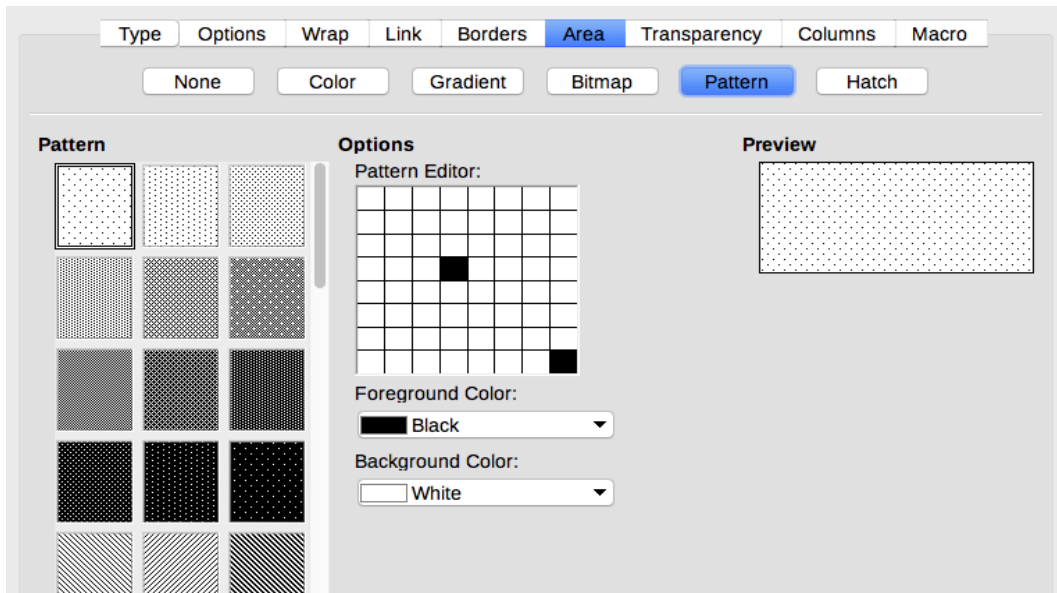 Type Options Wrap Link Borders Area Transparency Columns Macro
None Color Gradient Bitmap Pattern Hatch
Pattern
Options
Pattern Editor:
Foreground Color:
Black
Background Color:
White
Preview